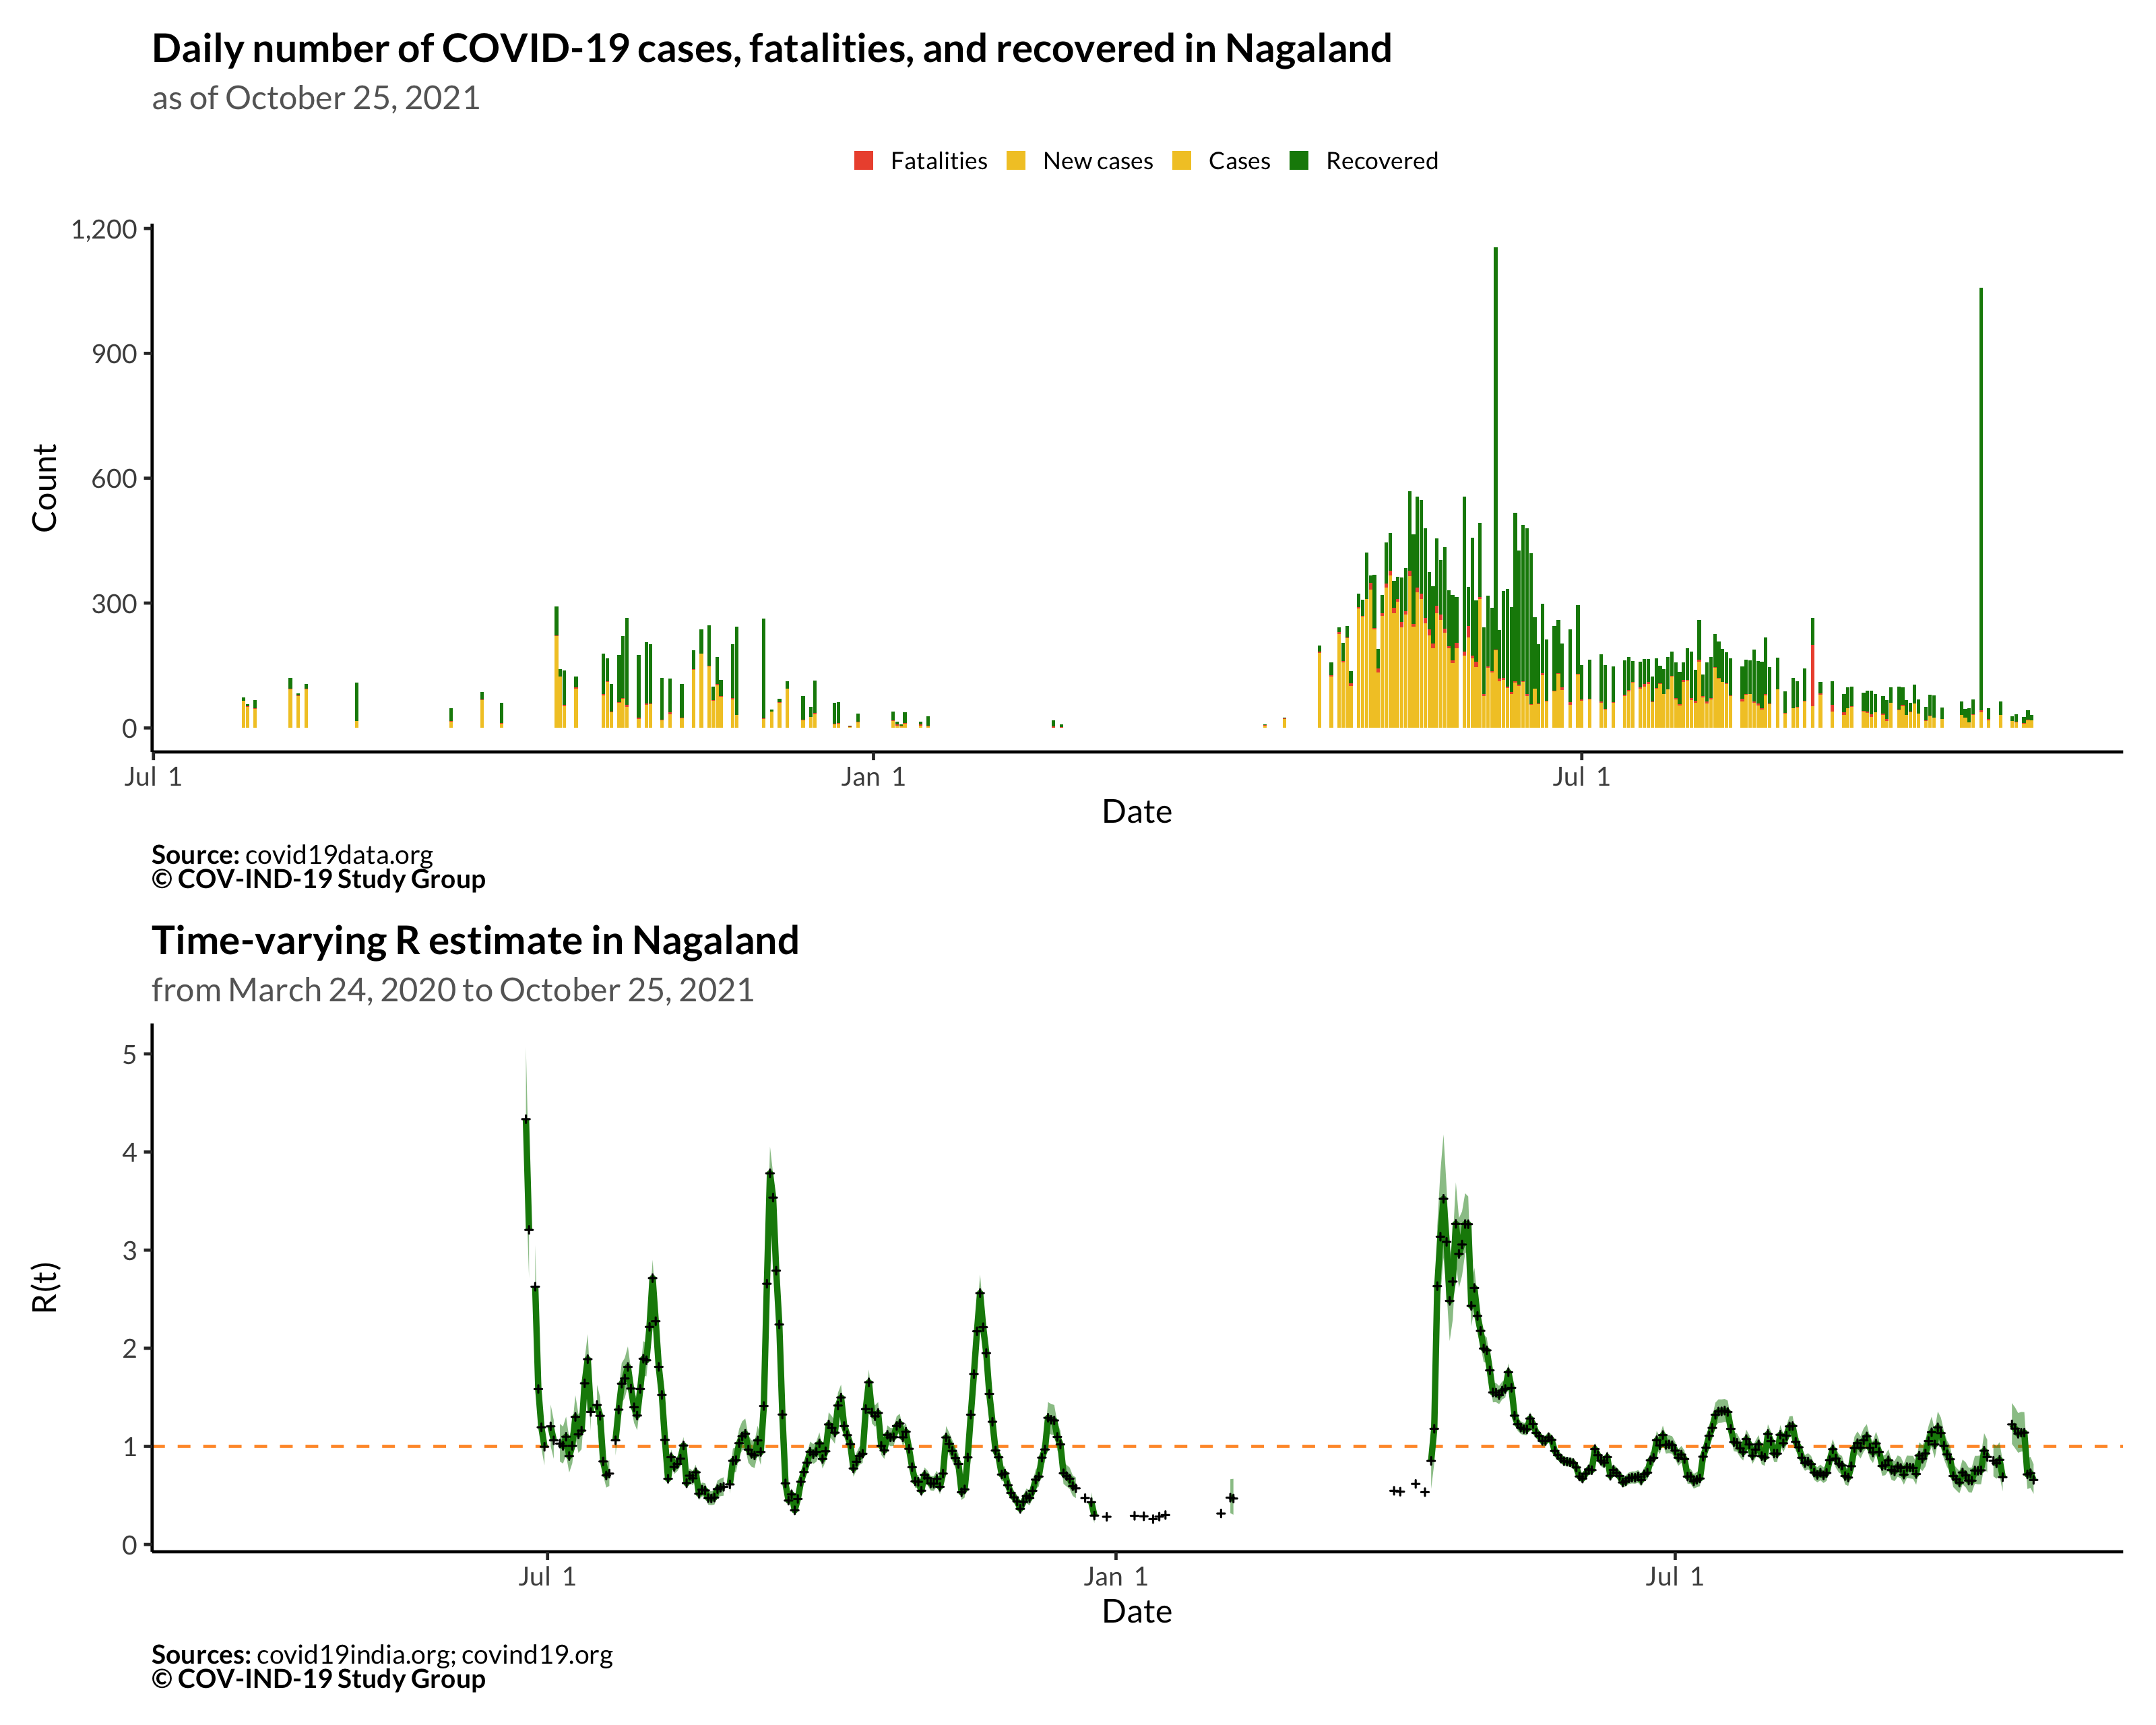 Daily number of COVID-19 cases, fatalities, and recovered in Nagaland
as of October 25, 2021
Fatalities New cases Cases Recovered
1,200
900
600
300
0
Count
Jul 1 Jan 1 Jul 1
Date
Source: covid19data.org
© COV-IND-19 Study Group
Time-varying R estimate in Nagaland
from March 24, 2020 to October 25, 2021
5
4
3
2
1
0
R(t)
Jul 1 Jan 1 Jul 1
Date
Sources: covid19india.org; covind19.org
© COV-IND-19 Study Group